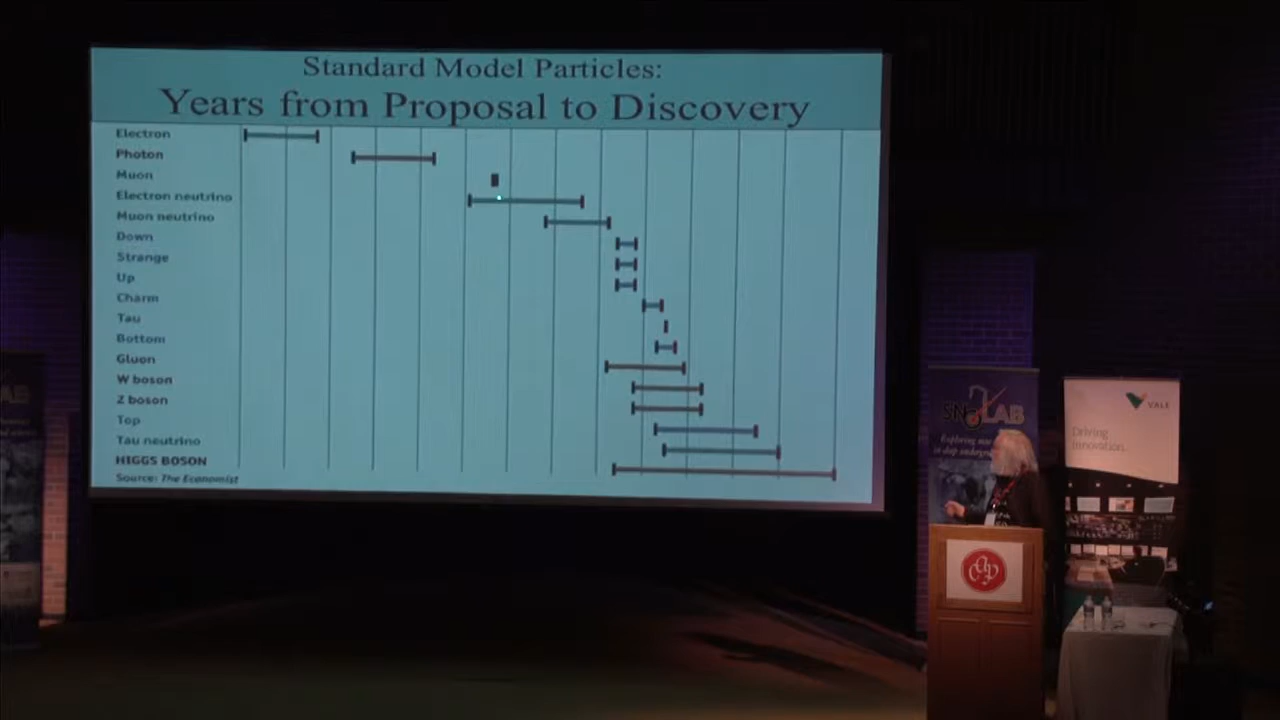 Standard Model Particles:
Years from Proposal to Discovery
Electron
Photon
Muon
Electron neutrino
Muon neutrino
Down
Strange
Up
Charm
Tau
Bottom
Gluon
W boson
Z boson
Top
Tau neutrino
HIGGS BOSON
Source: The Economist
SNOLAB
VALE
Driving
Innovation.
cap